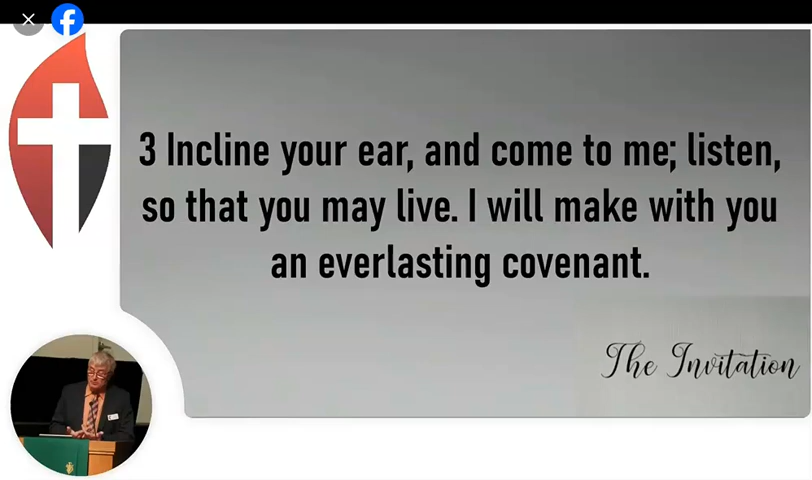 3 Incline your ear, and come to me; listen,
so that you may live. I will make with you
an everlasting covenant.
The Invitation